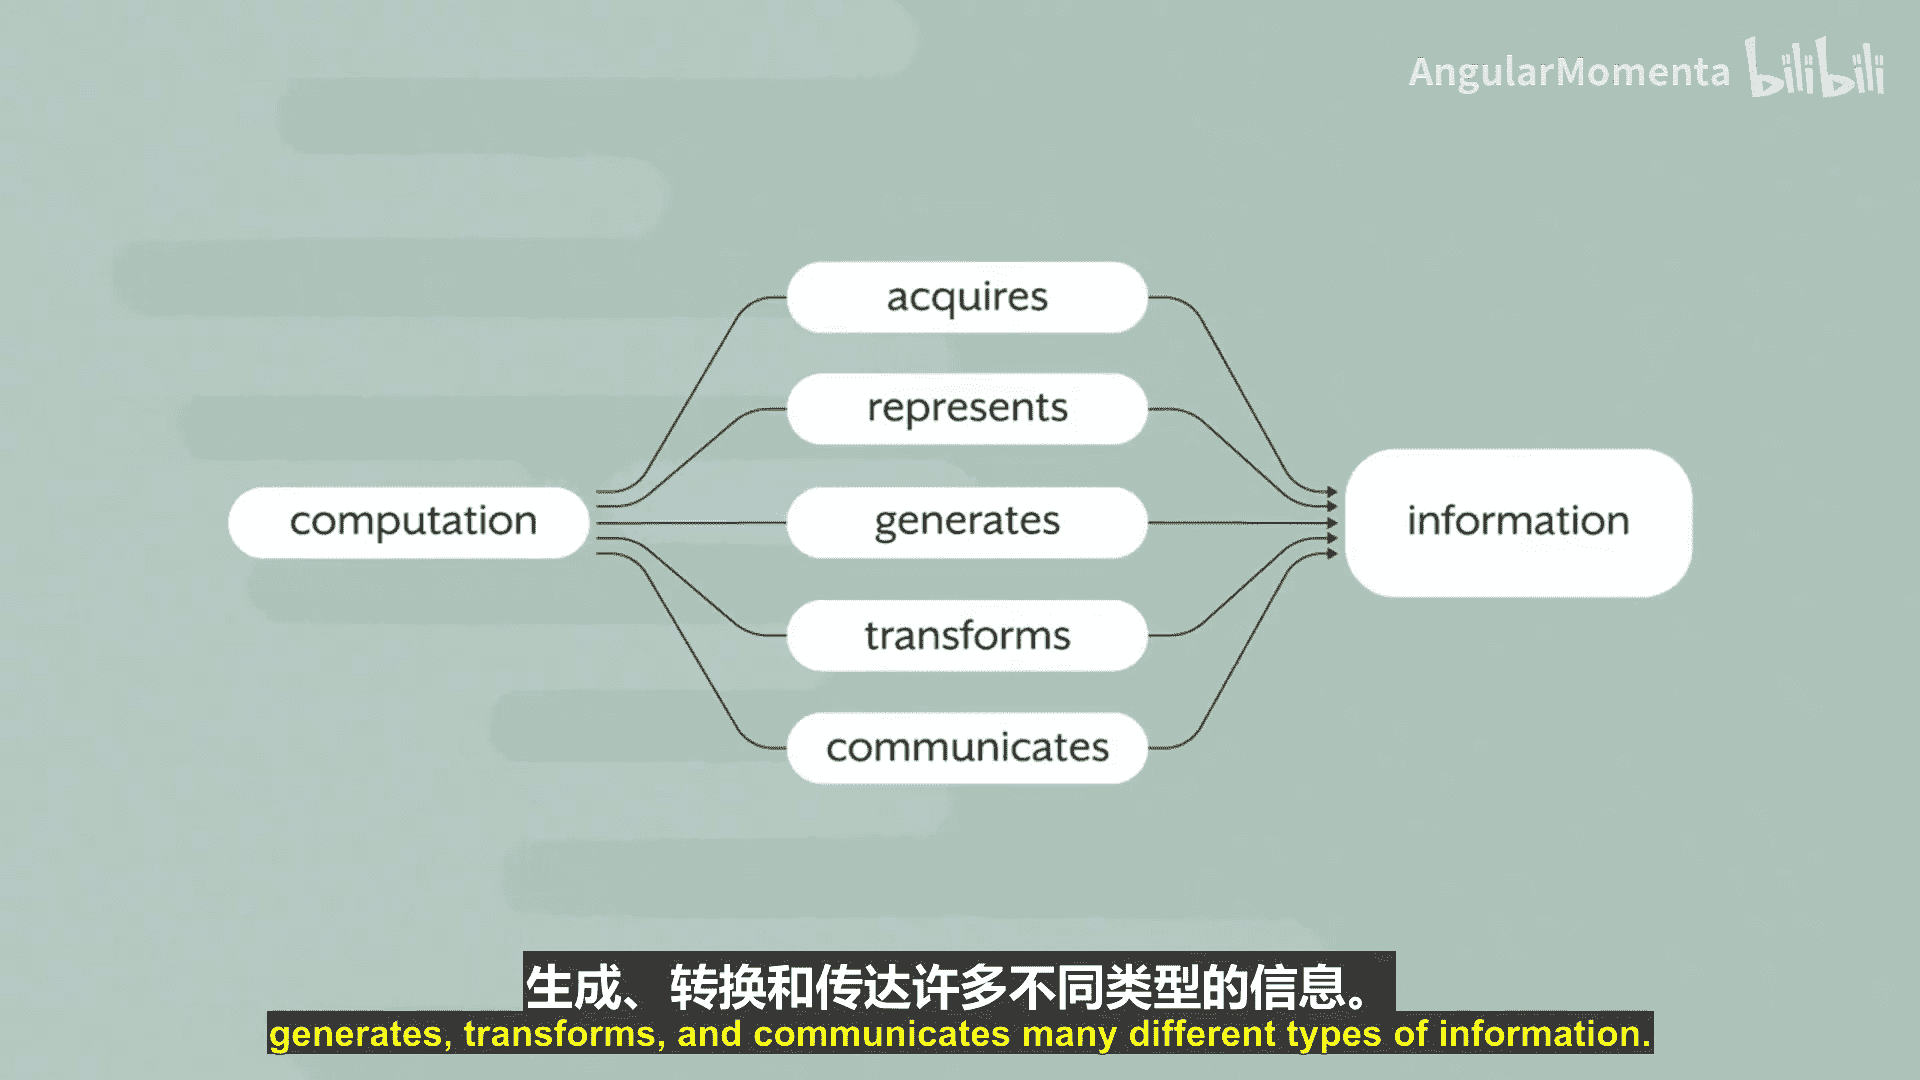 AngularMomenta bilibili
acquires
represents
computation
generates
information
transforms
communicates
生成、转换和传达许多不同类型的信息。
generates, transforms, and communicates many different types of information.